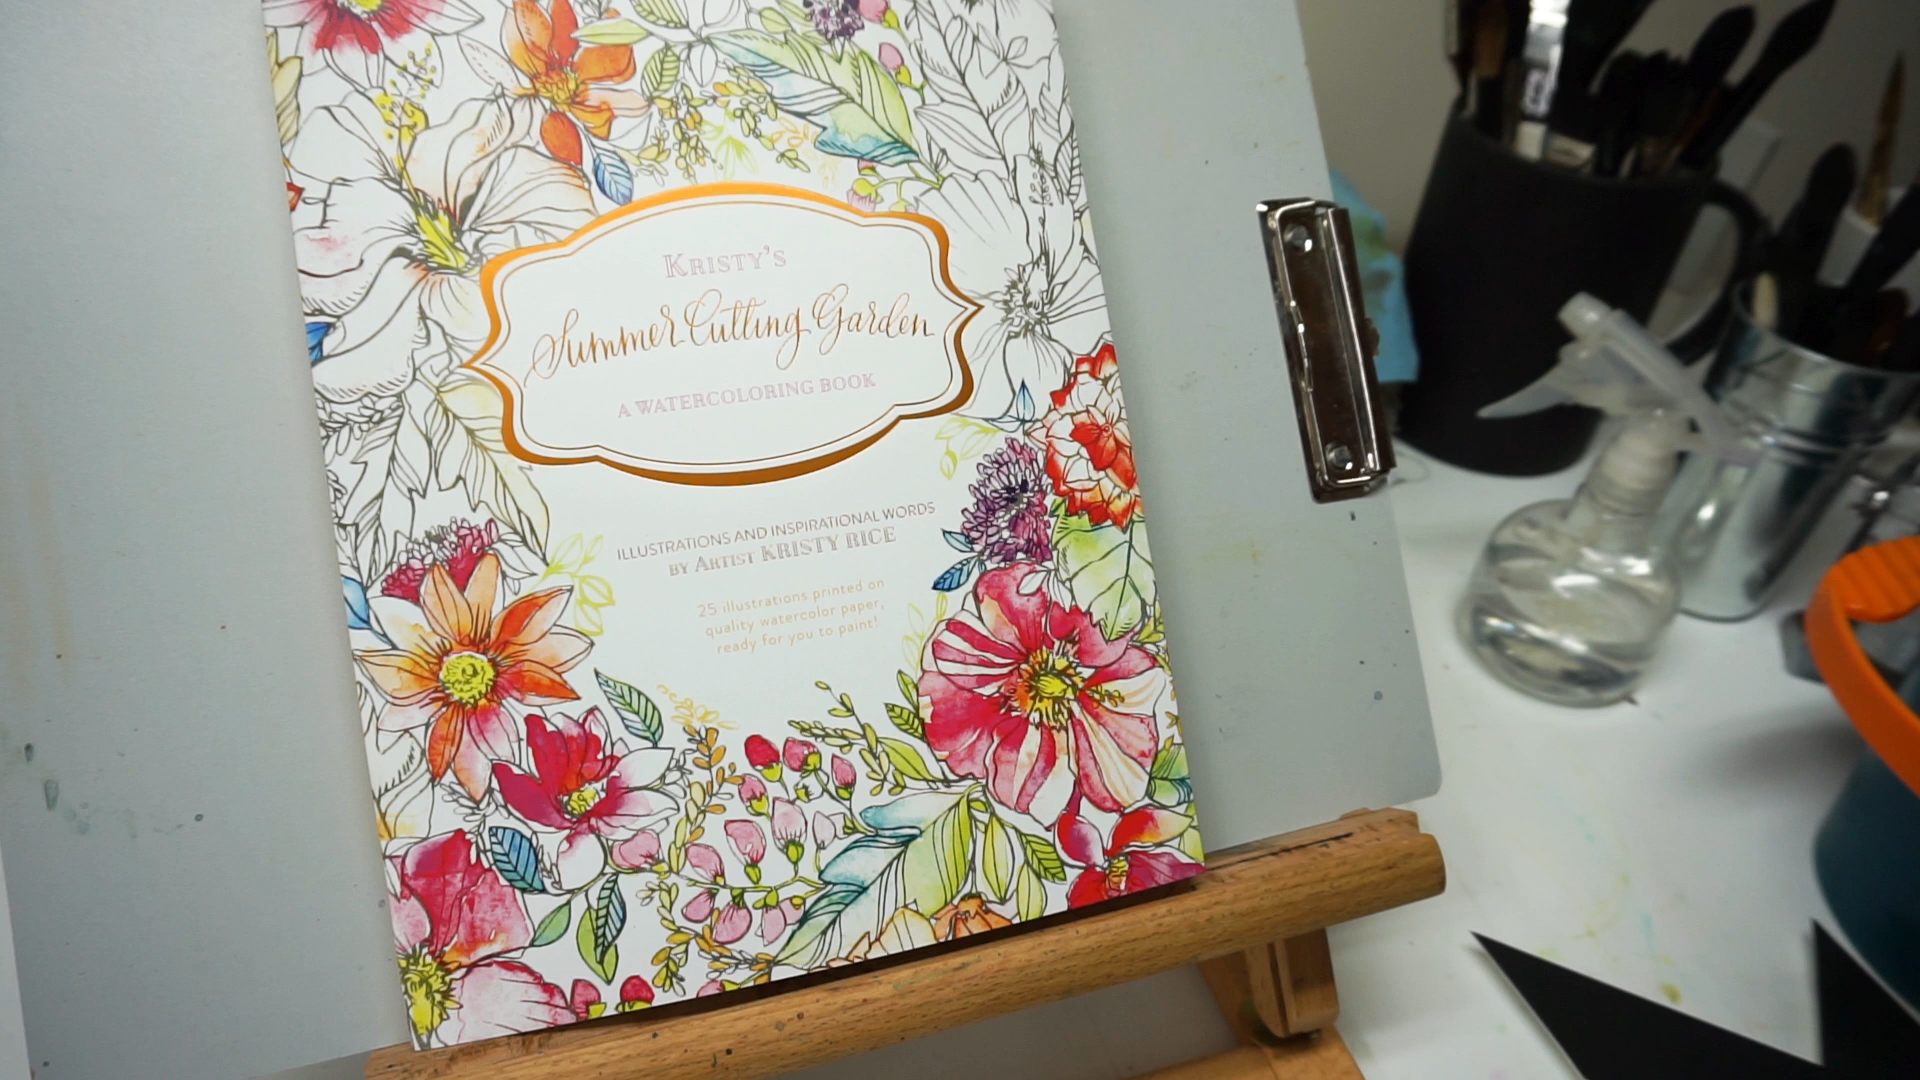 KRISTY'S
Summer Cutting Garden
A WATERCOLORING BOOK
ILLUSTRATIONS AND INSPIRATIONAL WORDS
BY ARTIST KRISTY RICE
25 illustrations printed on
quality watercolor paper,
ready for you to paint!